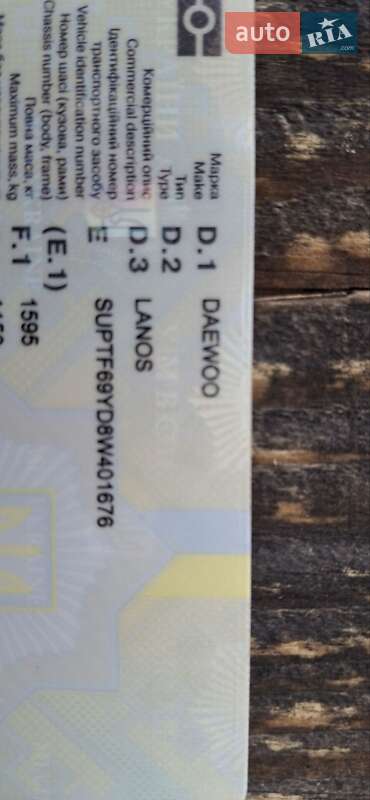 auto RIA
.com
Марка
Make
D.1 DAEWOO
Тип
Type
D.2
Комерційний опис
Commercial description
D.3 LANOS
Ідентифікаційний номер
транспортного засобу
Vehicle identification number
E SUPTF69YD8W401676
Номер шасі (кузова, рами)
Chassis number (body, frame)
(E.1)
Повна маса, кг
Maximum mass, kg
F.1 1595